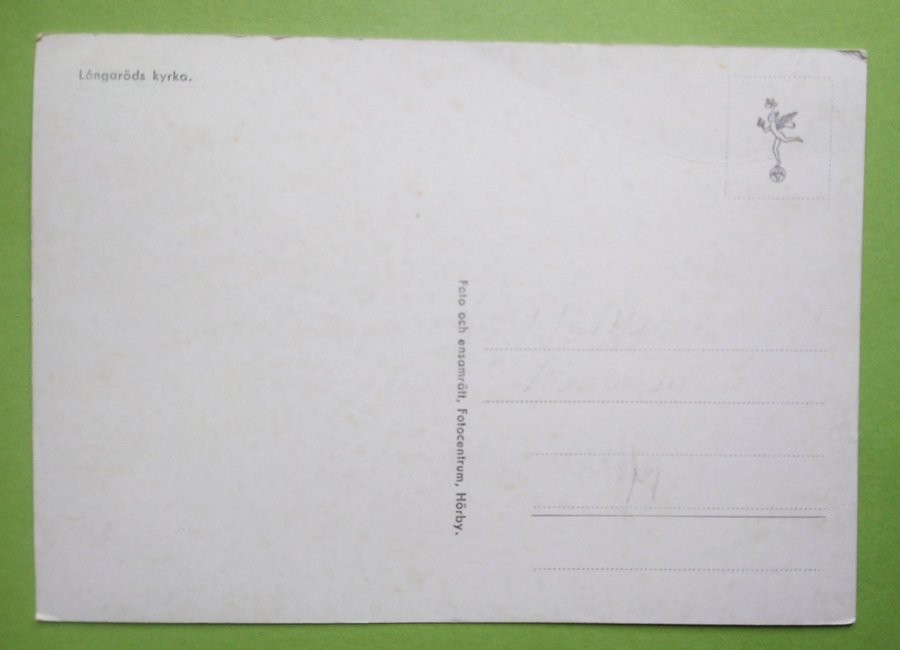 Långaröds kyrka.
Foto och ensamrätt, Fotocentrum, Hörby.